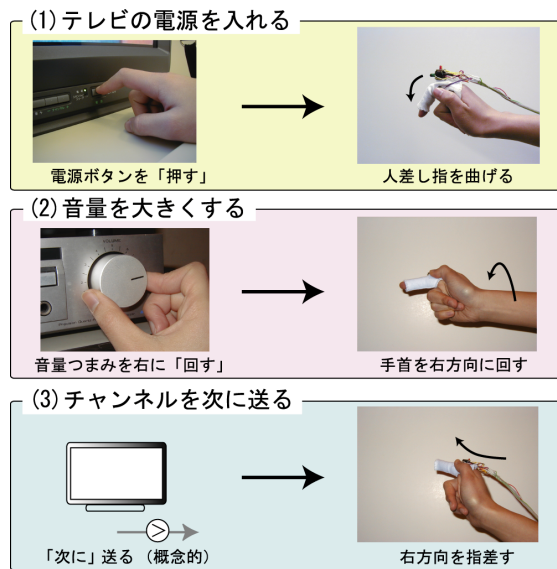 (1)テレビの電源を入れる
電源ボタンを「押す」
人差し指を曲げる
(2)音量を大きくする
音量つまみを右に「回す」
手首を右方向に回す
(3)チャンネルを次に送る
「次に」送る (概念的)
右方向を指差す